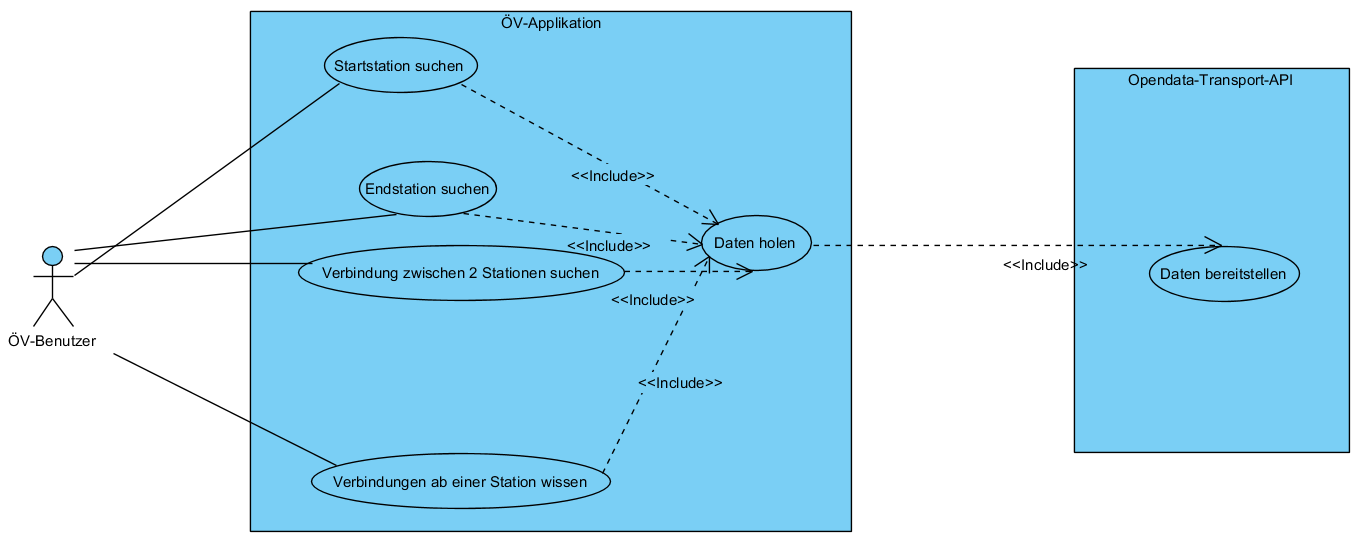 ÖV-Applikation
Startstation suchen
Opendata-Transport-API
<<Include>>
Endstation suchen
<<Include>>
Daten holen
<<Include>>
Daten bereitstellen
Verbindung zwischen 2 Stationen suchen
<<Include>>
ÖV-Benutzer
<<Include>>
Verbindungen ab einer Station wissen